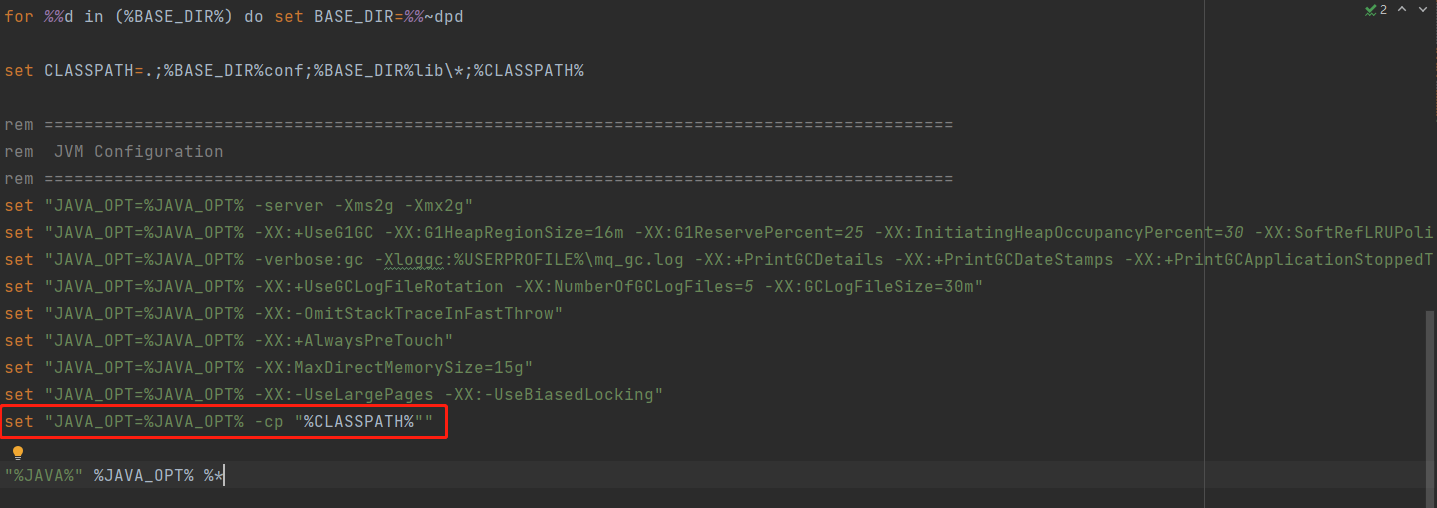 for %%d in (%BASE_DIR%) do set BASE_DIR=%%~dpd
2
set CLASSPATH=.;%BASE_DIR%conf;%BASE_DIR%lib\*;%CLASSPATH%
rem ===========================================================================================
rem  JVM Configuration
rem ===========================================================================================
set "JAVA_OPT=%JAVA_OPT% -server -Xms2g -Xmx2g"
set "JAVA_OPT=%JAVA_OPT% -XX:+UseG1GC -XX:G1HeapRegionSize=16m -XX:G1ReservePercent=25 -XX:InitiatingHeapOccupancyPercent=30 -XX:SoftRefLRUPoli
set "JAVA_OPT=%JAVA_OPT% -verbose:gc -Xloggc:%USERPROFILE%\mq_gc.log -XX:+PrintGCDetails -XX:+PrintGCDateStamps -XX:+PrintGCApplicationStoppedT
set "JAVA_OPT=%JAVA_OPT% -XX:+UseGCLogFileRotation -XX:NumberOfGCLogFiles=5 -XX:GCLogFileSize=30m"
set "JAVA_OPT=%JAVA_OPT% -XX:-OmitStackTraceInFastThrow"
set "JAVA_OPT=%JAVA_OPT% -XX:+AlwaysPreTouch"
set "JAVA_OPT=%JAVA_OPT% -XX:MaxDirectMemorySize=15g"
set "JAVA_OPT=%JAVA_OPT% -XX:-UseLargePages -XX:-UseBiasedLocking"
set "JAVA_OPT=%JAVA_OPT% -cp "%CLASSPATH%""
"%JAVA%" %JAVA_OPT% %*